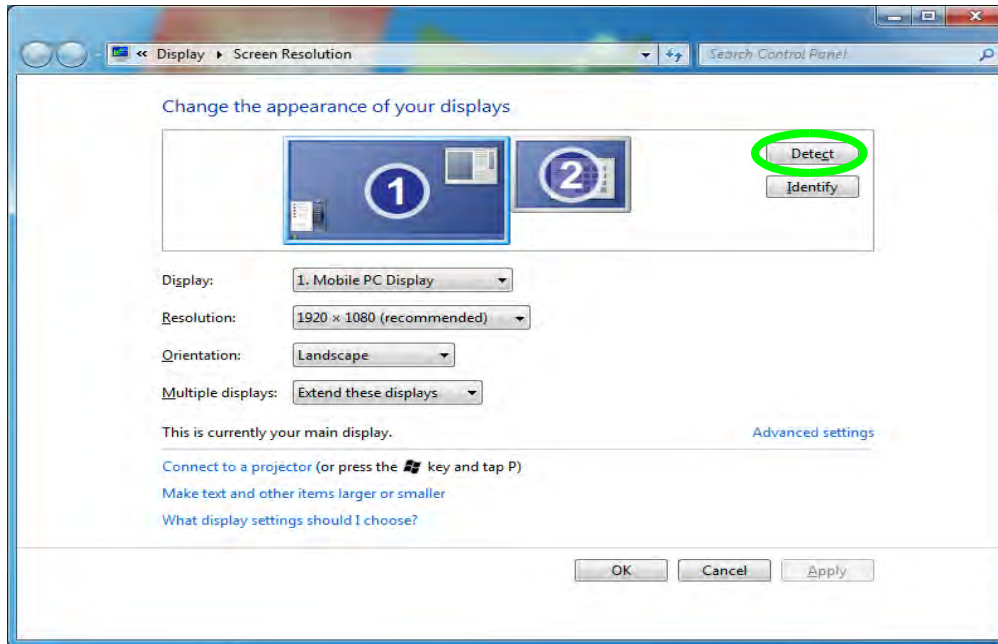 « Display ▸ Screen Resolution
Search Control Panel
Change the appearance of your displays
1
2
Detect
Identify
Display: 1. Mobile PC Display
Resolution: 1920 × 1080 (recommended)
Orientation: Landscape
Multiple displays: Extend these displays
This is currently your main display. Advanced settings
Connect to a projector (or press the key and tap P)
Make text and other items larger or smaller
What display settings should I choose?
OK Cancel Apply